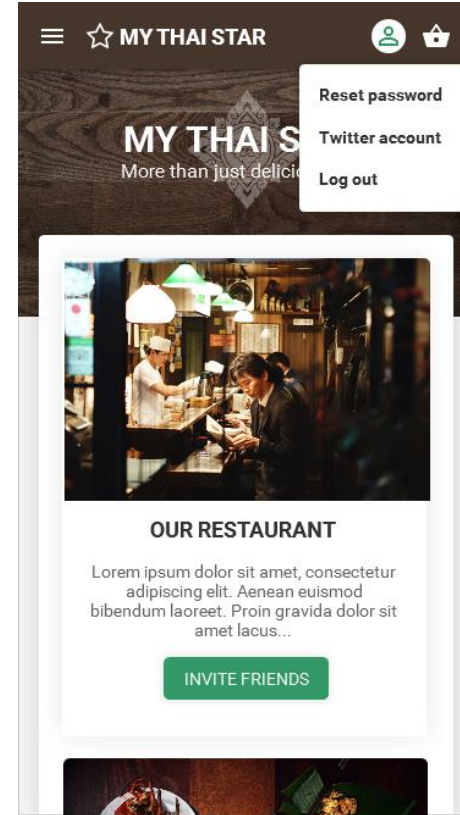 MY THAI STAR
Reset password
Twitter account
Log out
MY THAI S
More than just delici
OUR RESTAURANT
Lorem ipsum dolor sit amet, consectetur
adipiscing elit. Aenean euismod
bibendum laoreet. Proin gravida dolor sit
amet lacus...
INVITE FRIENDS